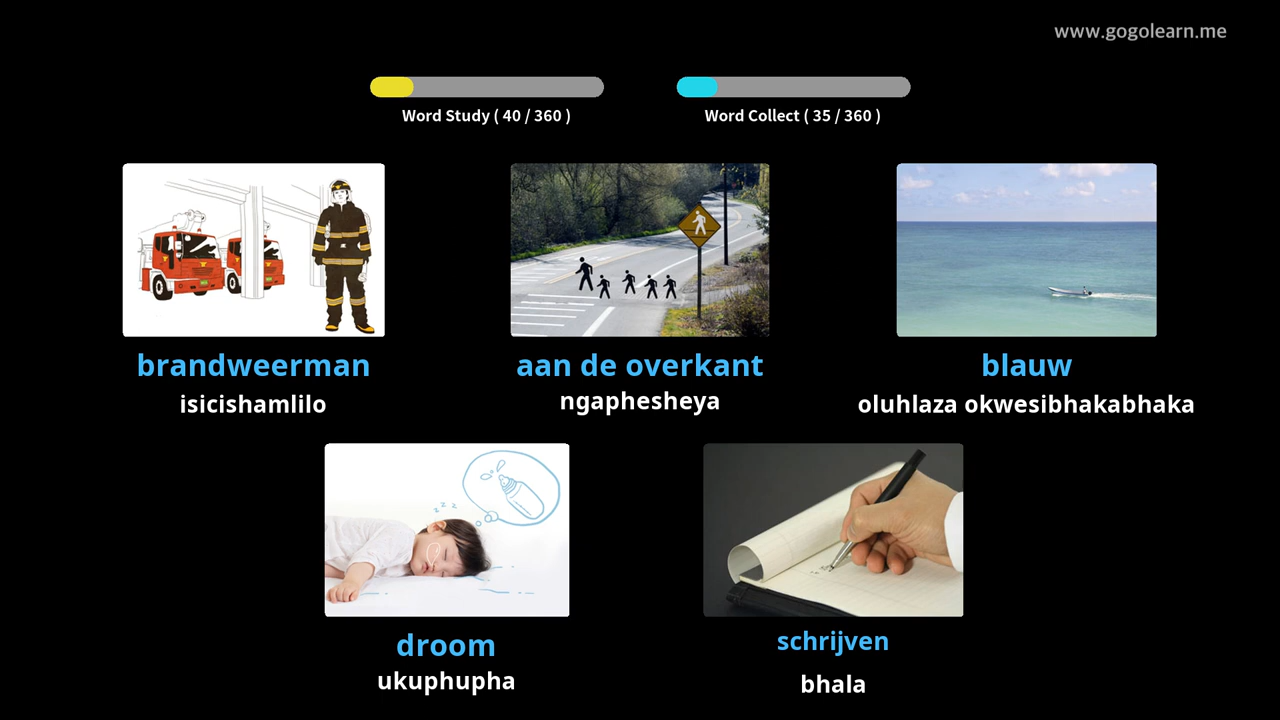 www.gogolearn.me
Word Study ( 40 / 360 )
Word Collect ( 35 / 360 )
brandweerman
isicishamlilo
aan de overkant
ngaphesheya
blauw
oluhlaza okwesibhakabhaka
z z z
droom
ukuphupha
schrijven
bhala